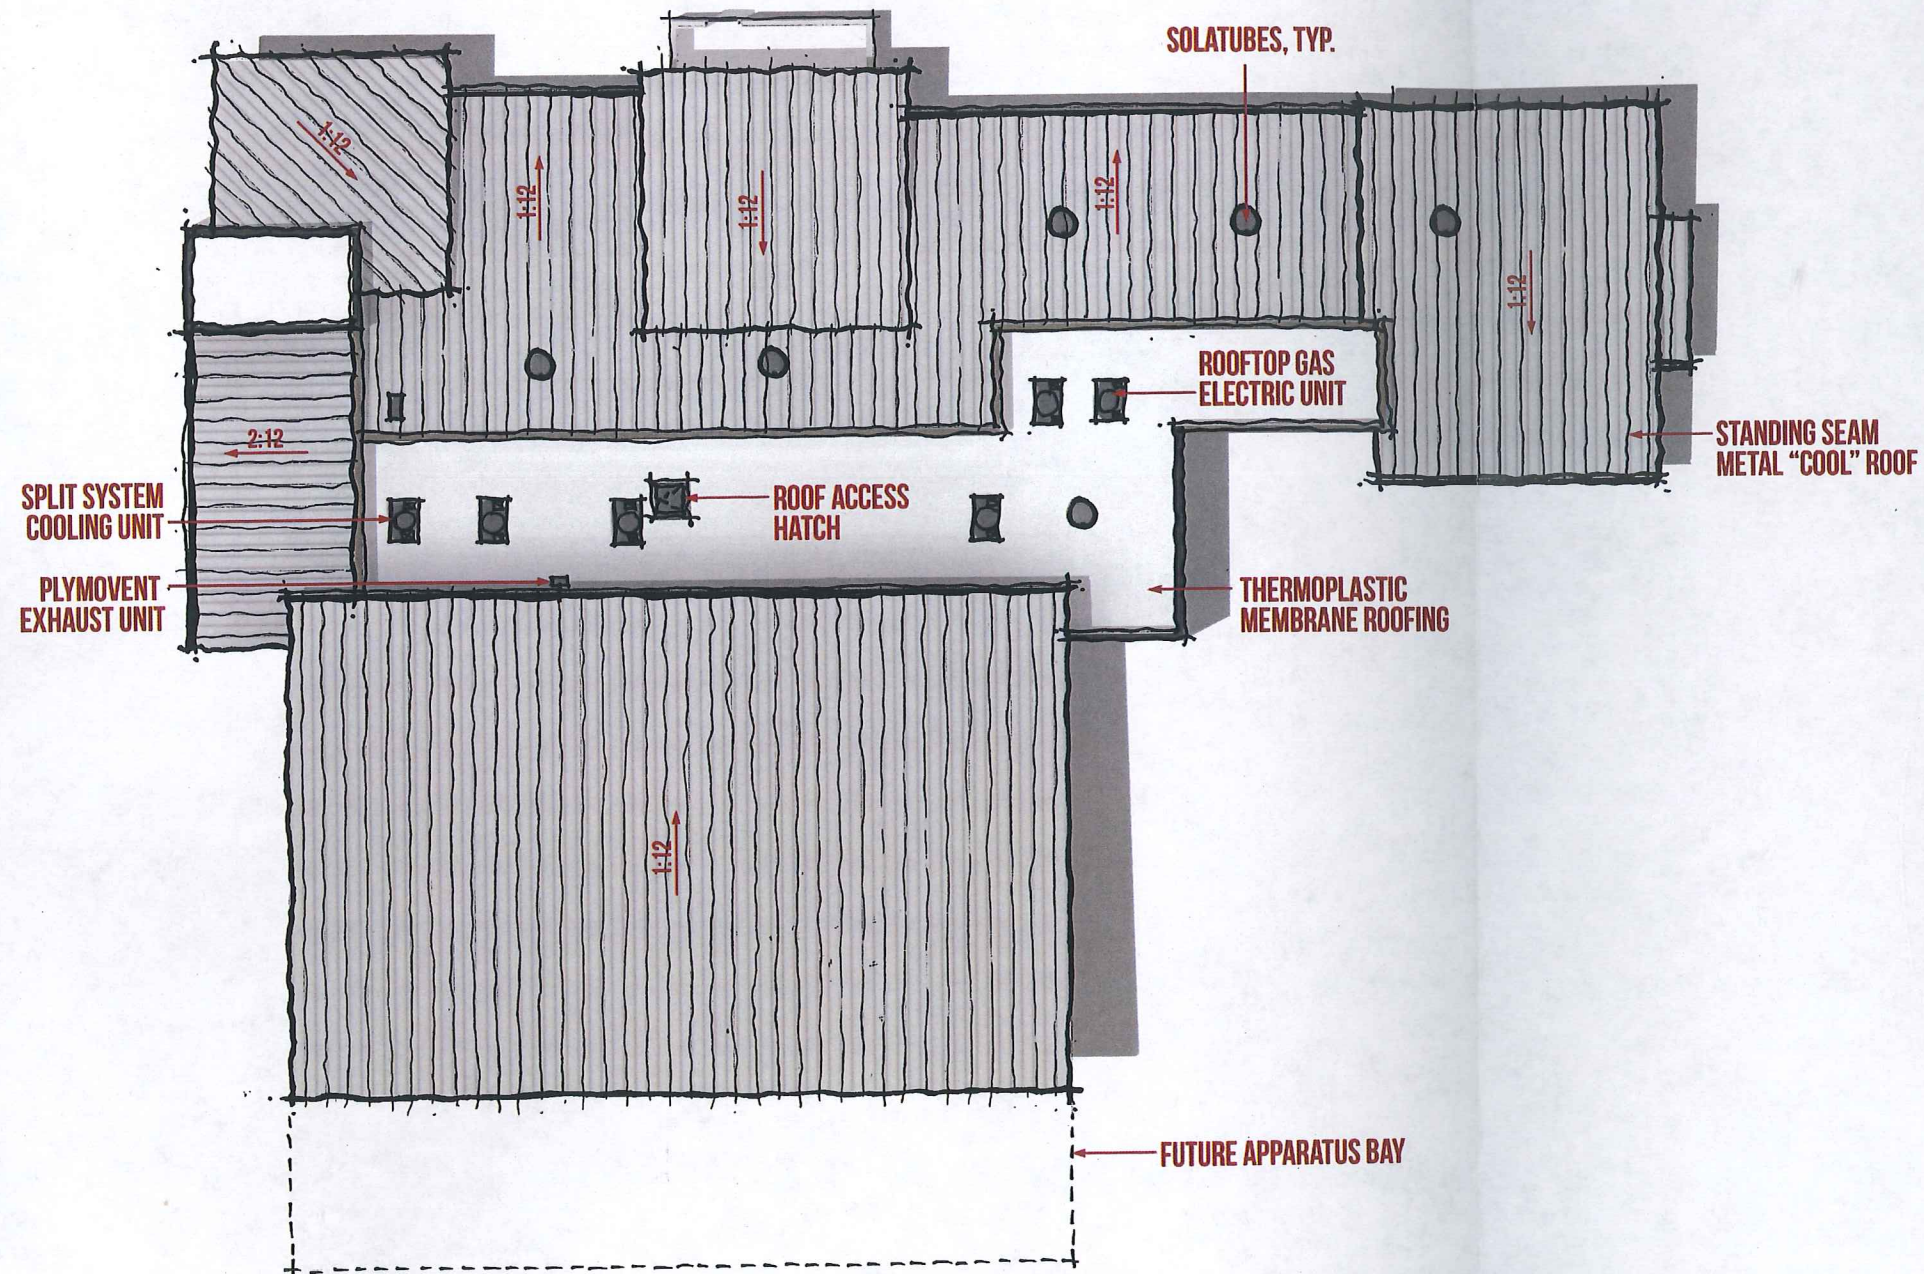 SOLATUBES, TYP.
1:12
1:12
1:12
1:12
1:12
ROOFTOP GAS
ELECTRIC UNIT
2:12
STANDING SEAM
METAL “COOL” ROOF
SPLIT SYSTEM
COOLING UNIT
ROOF ACCESS
HATCH
PLYMOVENT
EXHAUST UNIT
THERMOPLASTIC
MEMBRANE ROOFING
1:12
FUTURE APPARATUS BAY